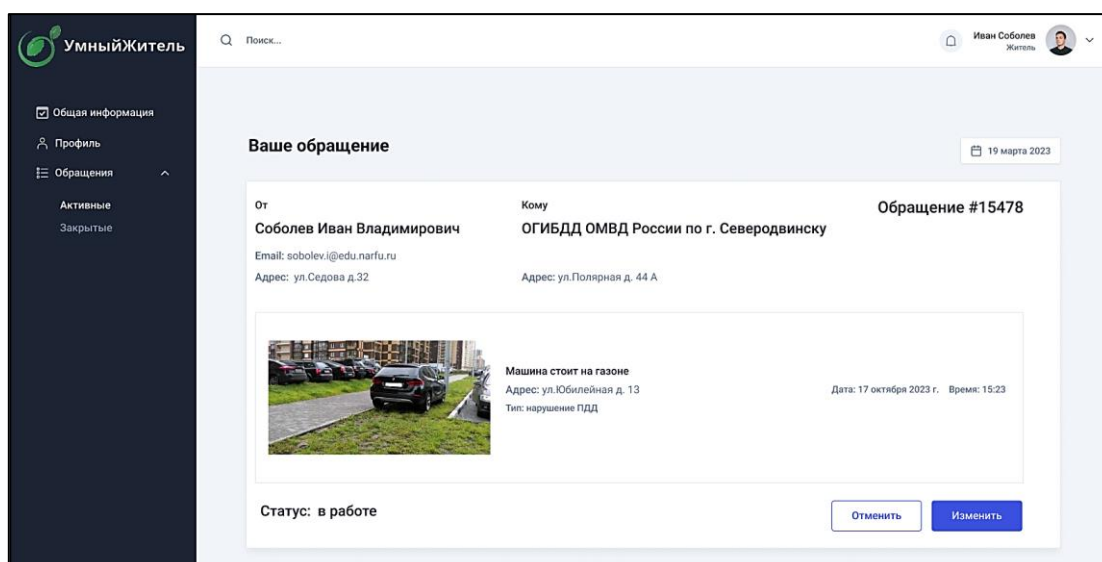 УмныйЖитель
Поиск...
Иван Соболев
Житель
Общая информация
Профиль
Обращения
Активные
Закрытые
Ваше обращение
19 марта 2023
От
Соболев Иван Владимирович
Email: sobolev.i@edu.narfu.ru
Адрес: ул.Седова д.32
Кому
ОГИБДД ОМВД России по г. Северодвинску
Адрес: ул.Полярная д. 44 А
Обращение #15478
Машина стоит на газоне
Адрес: ул.Юбилейная д. 13
Тип: нарушение ПДД
Дата: 17 октября 2023 г. Время: 15:23
Статус: в работе
Отменить
Изменить